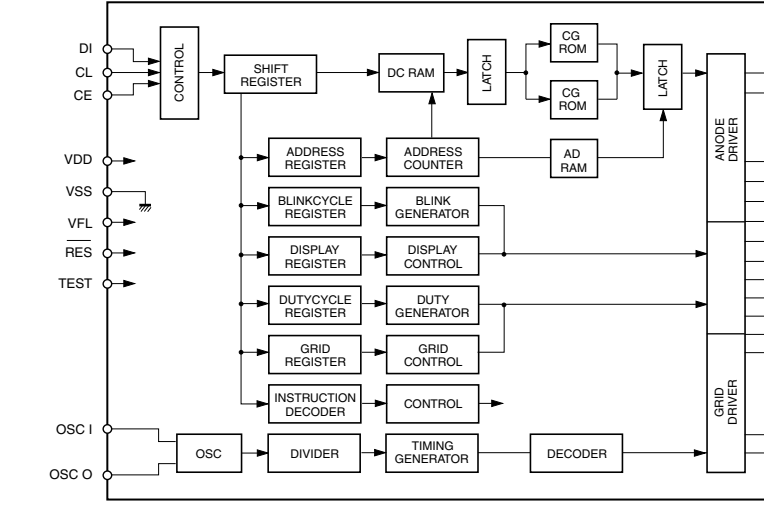 DI
CL
CE
CONTROL
SHIFT
REGISTER
DC RAM
LATCH
CG
ROM
CG
ROM
LATCH
ANODE
DRIVER
VDD
VSS
VFL
RES
TEST
ADDRESS
REGISTER
ADDRESS
COUNTER
AD
RAM
BLINKCYCLE
REGISTER
BLINK
GENERATOR
DISPLAY
REGISTER
DISPLAY
CONTROL
DUTYCYCLE
REGISTER
DUTY
GENERATOR
GRID
REGISTER
GRID
CONTROL
INSTRUCTION
DECODER
CONTROL
GRID
DRIVER
OSC I
OSC O
OSC
DIVIDER
TIMING
GENERATOR
DECODER